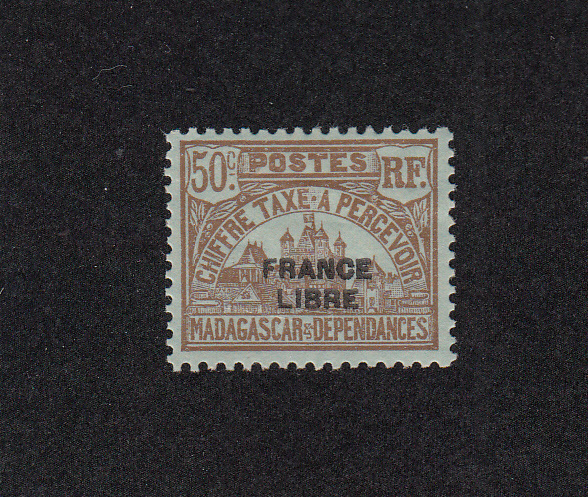 50c. POSTES RF.
CHIFFRE TAXE A PERCEVOIR
FRANCE
LIBRE
MADAGASCAR & DEPENDANCES